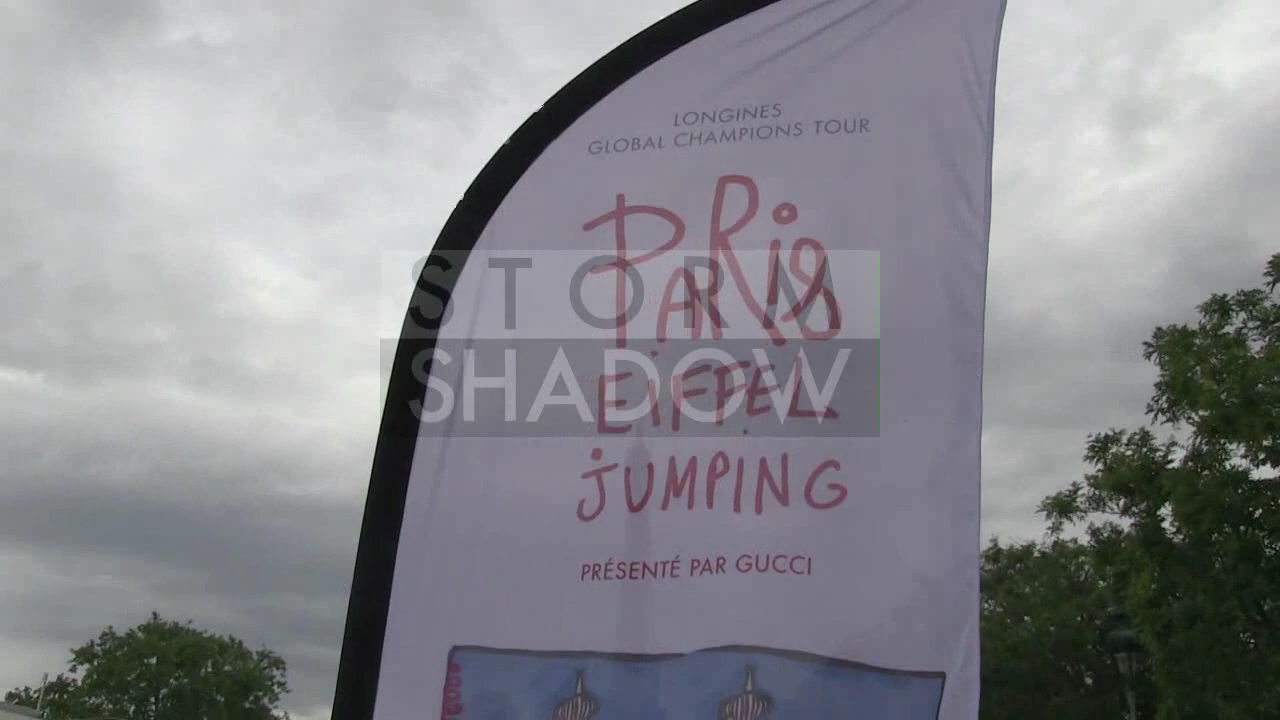 LONGINES
GLOBAL CHAMPIONS TOUR
PARis
STORM
SHADOW
EiFFEL
jUMPING
PRÉSENTÉ PAR GUCCI